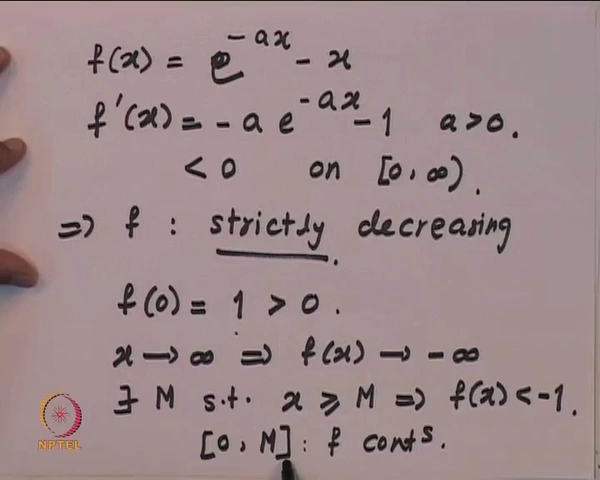 f(x) = e^{-ax} - x
f'(x) = -a e^{-ax} - 1   a > 0.
< 0   on [0, ∞).
⇒ f : strictly decreasing
f(0) = 1 > 0.
x → ∞ ⇒ f(x) → -∞
∃ M s.t. x ≥ M ⇒ f(x) < -1.
[0, M] : f cont^s.
NPTEL